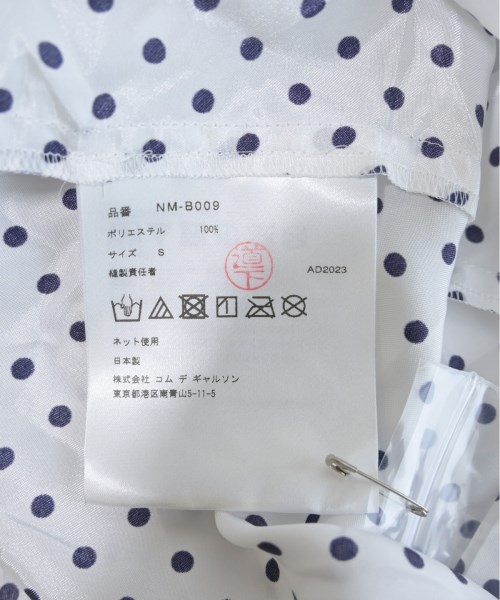 品番 NM-B009
ポリエステル 100%
サイズ S
縫製責任者 道下 AD2023
ネット使用
日本製
株式会社 コム デ ギャルソン
東京都港区南青山5-11-5